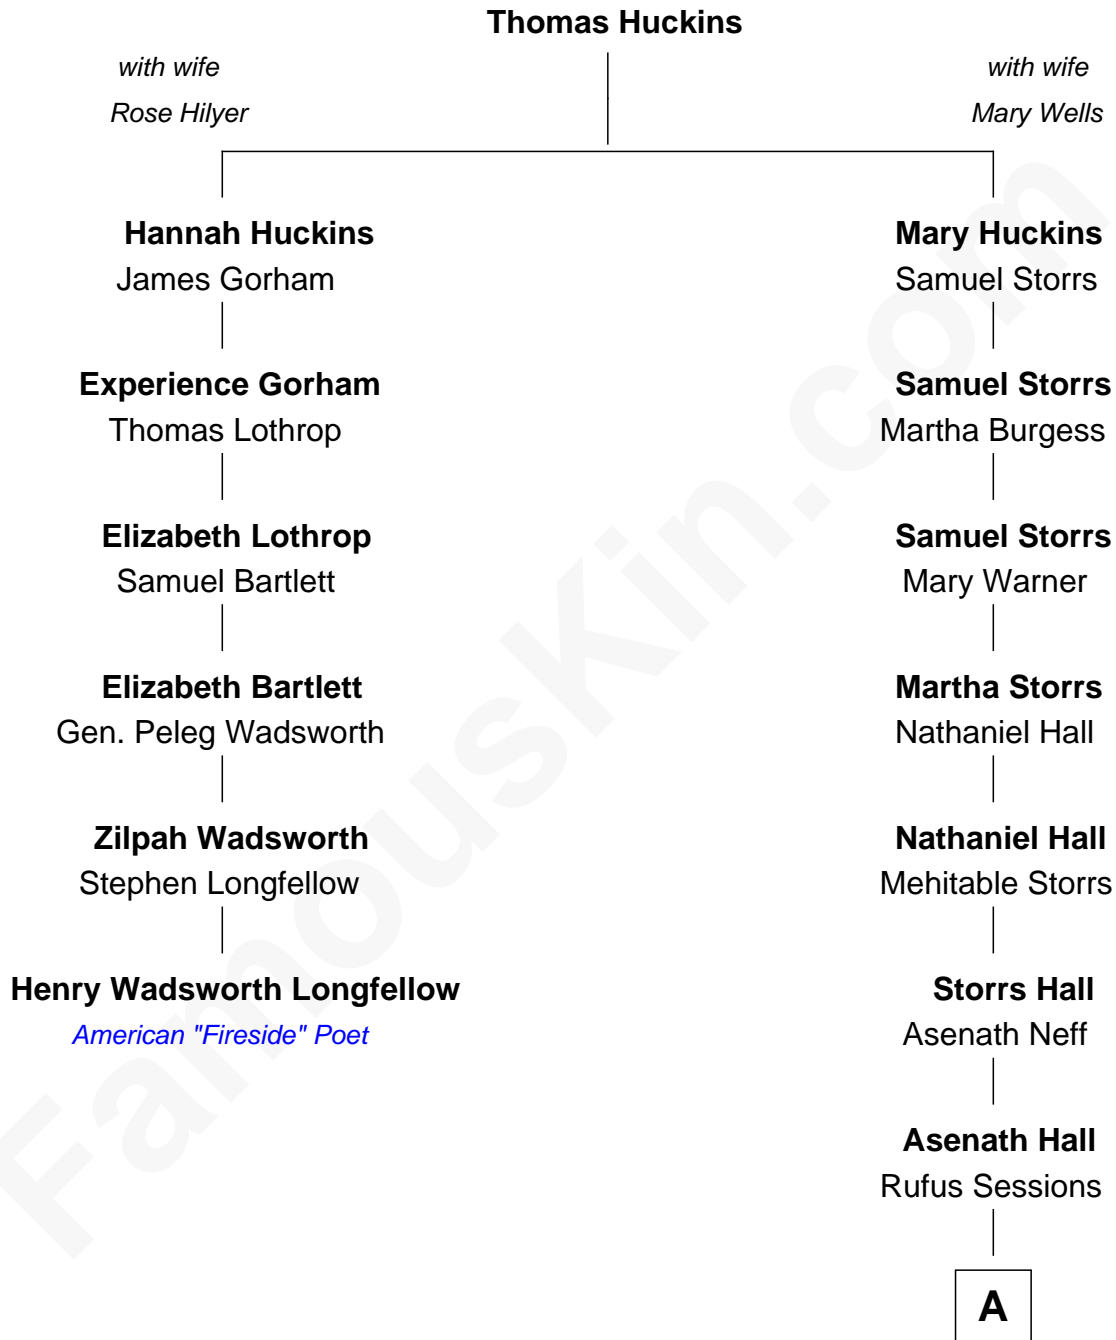 Thomas Huckins
with wife
Rose Hilyer
with wife
Mary Wells
Hannah Huckins
James Gorham
Mary Huckins
Samuel Storrs
Experience Gorham
Thomas Lothrop
Samuel Storrs
Martha Burgess
Elizabeth Lothrop
Samuel Bartlett
Samuel Storrs
Mary Warner
Elizabeth Bartlett
Gen. Peleg Wadsworth
Martha Storrs
Nathaniel Hall
Zilpah Wadsworth
Stephen Longfellow
Nathaniel Hall
Mehitable Storrs
Henry Wadsworth Longfellow
American "Fireside" Poet
Storrs Hall
Asenath Neff
Asenath Hall
Rufus Sessions
A
FamousKin.com